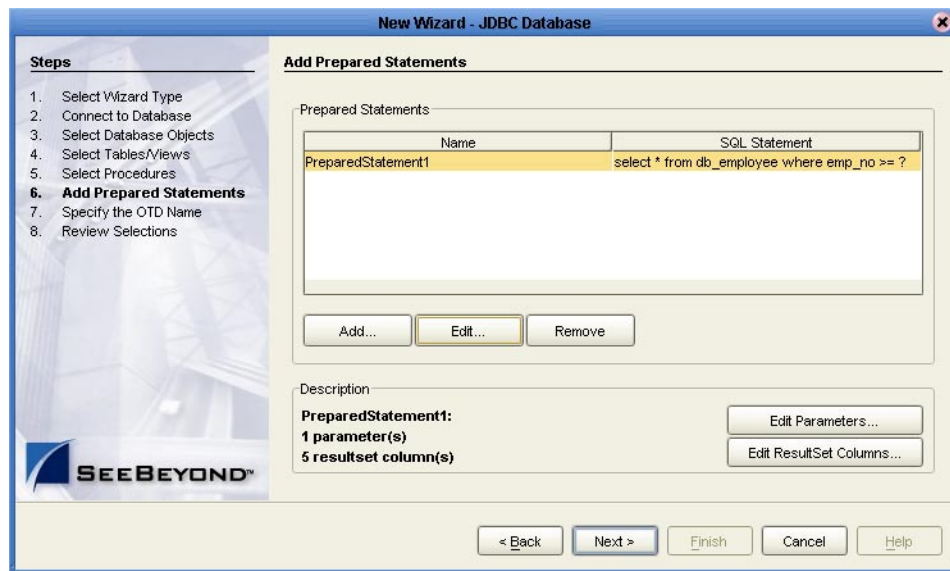 New Wizard - JDBC Database
Steps
1. Select Wizard Type
2. Connect to Database
3. Select Database Objects
4. Select Tables/Views
5. Select Procedures
6. Add Prepared Statements
7. Specify the OTD Name
8. Review Selections
SEEBEYOND™
Add Prepared Statements
Prepared Statements
Name SQL Statement
PreparedStatement1 select * from db_employee where emp_no >= ?
Add... Edit... Remove
Description
PreparedStatement1:
1 parameter(s)
5 resultset column(s)
Edit Parameters...
Edit ResultSet Columns...
< Back Next > Finish Cancel Help